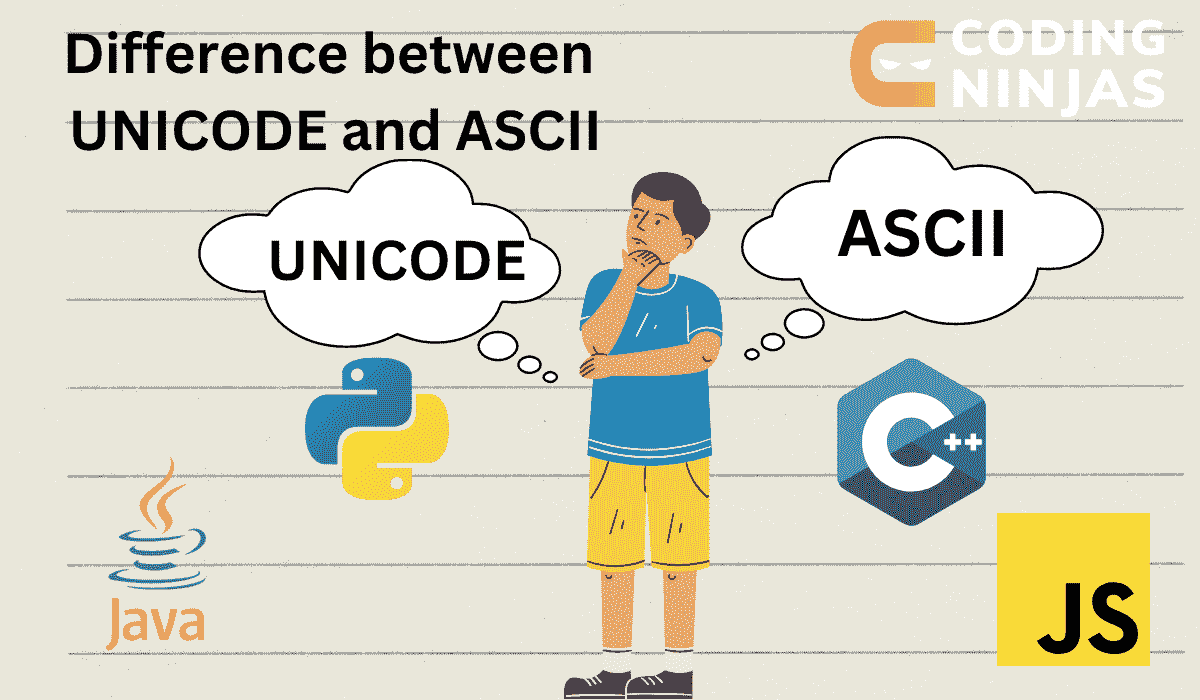 Difference between
UNICODE and ASCII
CODING
NINJAS
UNICODE
ASCII
C++
Java
JS